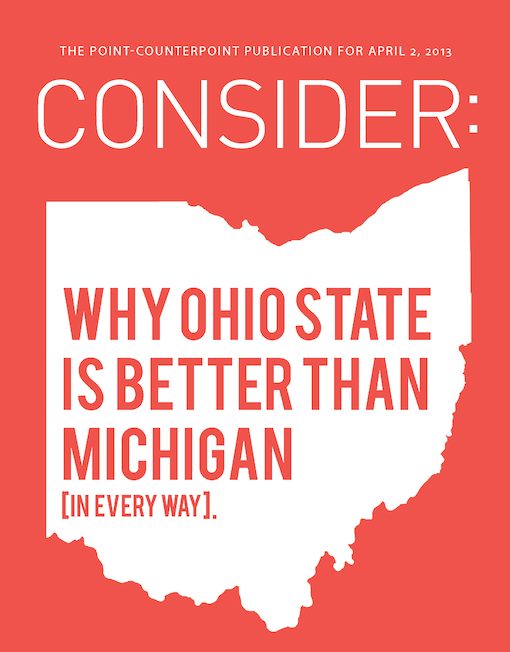 THE POINT-COUNTERPOINT PUBLICATION FOR APRIL 2, 2013
CONSIDER:
WHY OHIO STATE
IS BETTER THAN
MICHIGAN
[IN EVERY WAY].